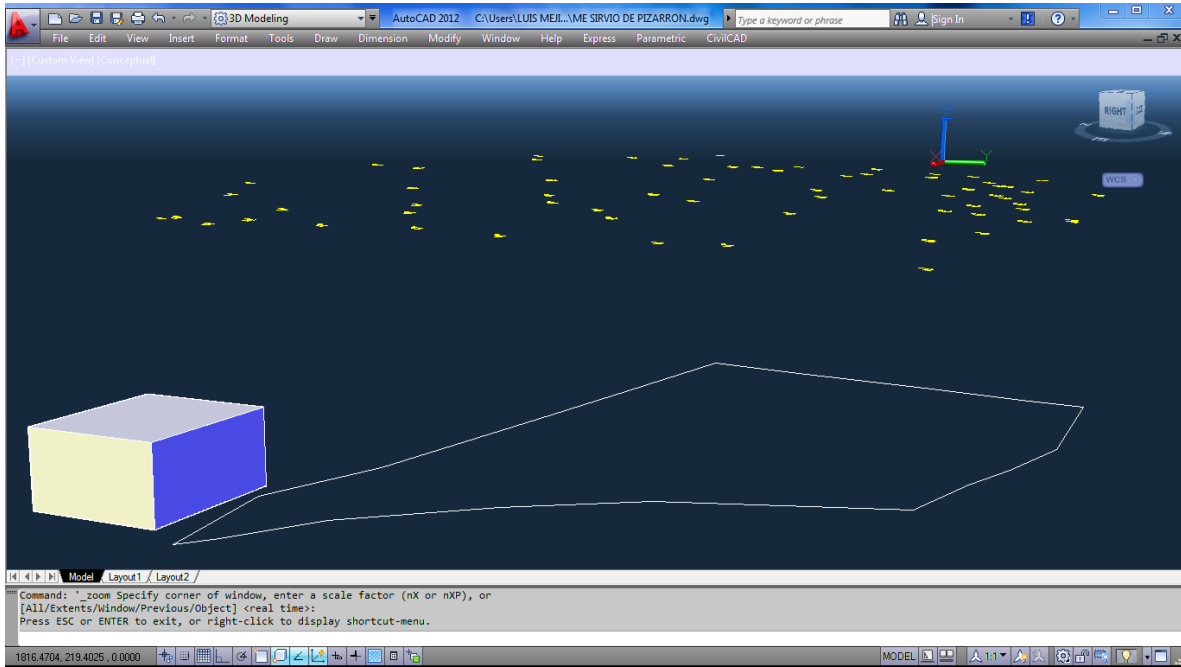 3D Modeling
AutoCAD 2012 C:\Users\LUIS MEJI...\ME SIRVIO DE PIZARRON.dwg
Type a keyword or phrase
Sign In
File Edit View Insert Format Tools Draw Dimension Modify Window Help Express Parametric CivilCAD
[−] [Custom View] [Conceptual]
RIGHT
Z
X Y
WCS
Model Layout1 Layout2
Command: '_zoom Specify corner of window, enter a scale factor (nX or nXP), or
[All/Extents/Window/Previous/Object] <real time>:
Press ESC or ENTER to exit, or right-click to display shortcut-menu.
1816.4704, 219.4025 , 0.0000
MODEL
1:1